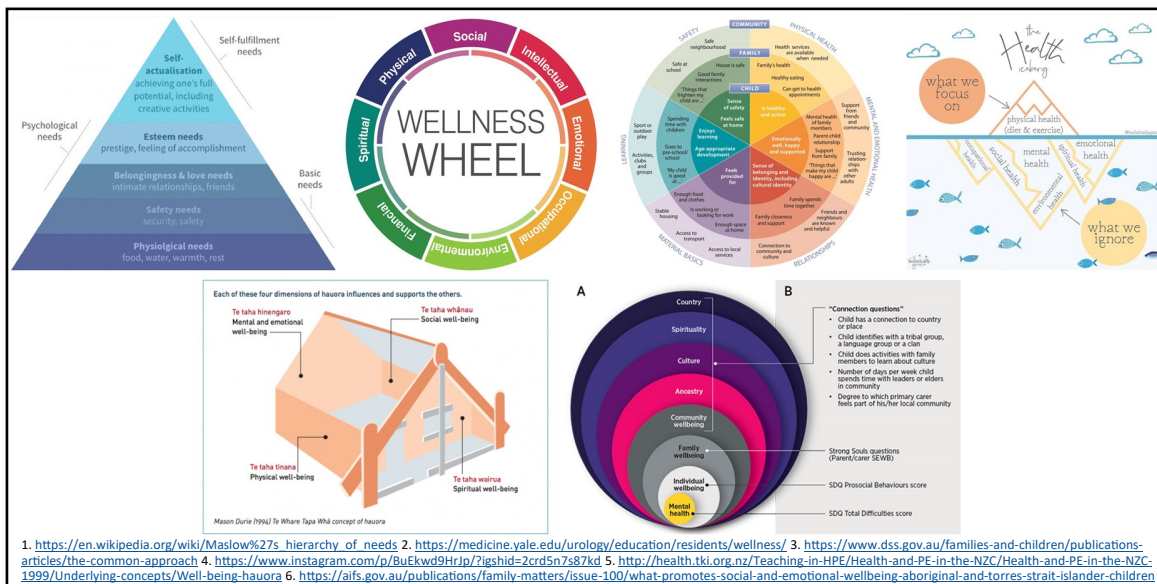 Self-fulfillment
needs
Self-
actualisation
achieving one's full
potential, including
creative activities
Psychological
needs
Esteem needs
prestige, feeling of accomplishment
Basic
needs
Belongingness & love needs
intimate relationships, friends
Safety needs
security, safety
Physiolgical needs
food, water, warmth, rest
WELLNESS
WHEEL
Social
Intellectual
Emotional
Occupational
Environmental
Financial
Spiritual
Physical
COMMUNITY
FAMILY
CHILD
SAFETY
PHYSICAL HEALTH
MENTAL AND EMOTIONAL HEALTH
RELATIONSHIPS
MATERIAL BASICS
LEARNING
Safe
neighbourhood
Safe at
school
House is safe
Good family
interactions
'Things that
frighten my
child are ...'
Sense
of safety
Feels safe
at home
Health services
are available
when needed
Family's health
Healthy eating
Can get to health
appointments
Is healthy
and active
Support from
friends and
community
Trusting
relation-
ships with
other
adults
Mental health
of family
members
Parent-child
relationship
Support
from family
'Things that
make my child
happy are...'
Emotionally
well, happy
and supported
Sense of
belonging and
identity, including
cultural identity
Family spends
time together
Family closeness
and support
Friends and
neighbours
are known
and helpful
Connection to
community and
culture
Feel
provided
for
Enough food
and clothes
Is working or
looking for work
Enough space
at home
Stable
housing
Access to
transport
Access to local
services
Enjoys
learning
Age-appropriate
development
Spending
time with
children
Goes to
pre-school/
school
'My child
is good
at ...'
Sport or
outdoor
play
Activities,
clubs
and
groups
the
Health
iceberg
what we
focus
on
physical health
(diet & exercise)
occupational
health
social health
mental
health
environmental
health
spiritual
health
emotional
health
what we
ignore
Each of these four dimensions of hauora influences and supports the others.
Te taha hinengaro
Mental and emotional
well-being
Te taha whānau
Social well-being
Te taha tinana
Physical well-being
Te taha wairua
Spiritual well-being
Mason Durie (1994) Te Whare Tapa Whā concept of hauora
A
Country
Spirituality
Culture
Ancestry
Community
wellbeing
Family
wellbeing
Individual
wellbeing
Mental
health
B
"Connection questions"
• Child has a connection to country
or place
• Child identifies with a tribal group,
a language group or a clan
• Child does activities with family
members to learn about culture
• Number of days per week child
spends time with leaders or elders
in community
• Degree to which primary carer
feels part of his/her local community
Strong Souls questions
(Parent/carer SEWB)
SDQ Prosocial Behaviours score
SDQ Total Difficulties score
1. https://en.wikipedia.org/wiki/Maslow%27s_hierarchy_of_needs 2. https://medicine.yale.edu/urology/education/residents/wellness/ 3. https://www.dss.gov.au/families-and-children/publications-
articles/the-common-approach 4. https://www.instagram.com/p/BuEkwd9HrJp/?igshid=2crd5n7s87kd 5. http://health.tki.org.nz/Teaching-in-HPE/Health-and-PE-in-the-NZC/Health-and-PE-in-the-NZC-
1999/Underlying-concepts/Well-being-hauora 6. https://aifs.gov.au/publications/family-matters/issue-100/what-promotes-social-and-emotional-wellbeing-aboriginal-and-torres-strait-islander-children